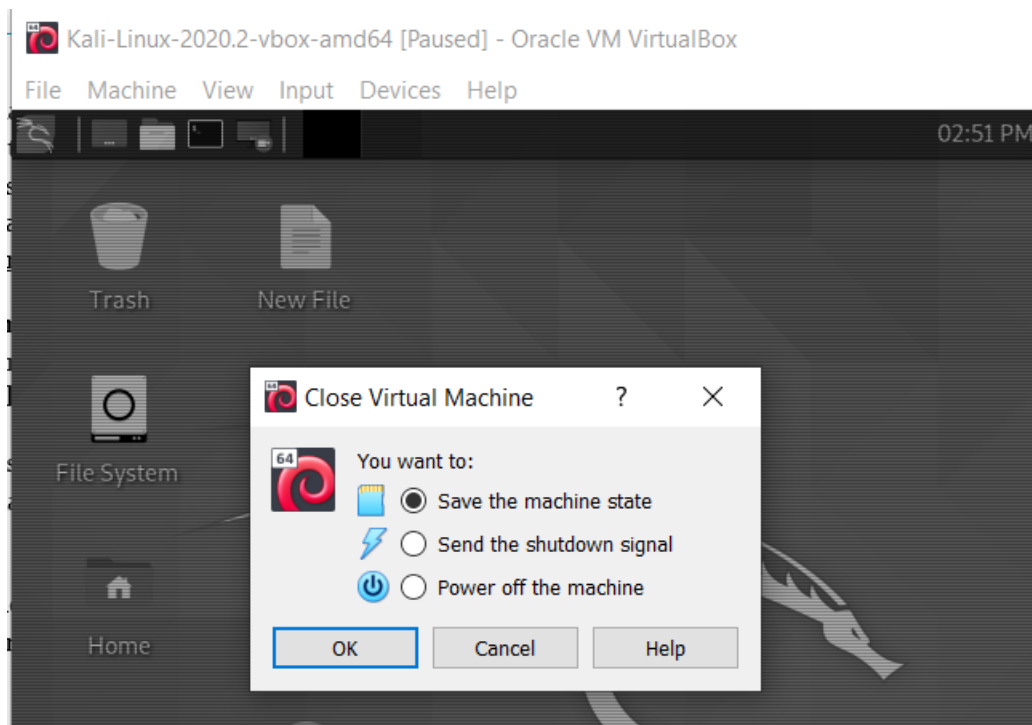 Kali-Linux-2020.2-vbox-amd64 [Paused] - Oracle VM VirtualBox
File Machine View Input Devices Help
02:51 PM
Trash New File
64 Close Virtual Machine ? 
64 You want to:
Save the machine state
File System
Send the shutdown signal
Power off the machine
Home
OK Cancel Help